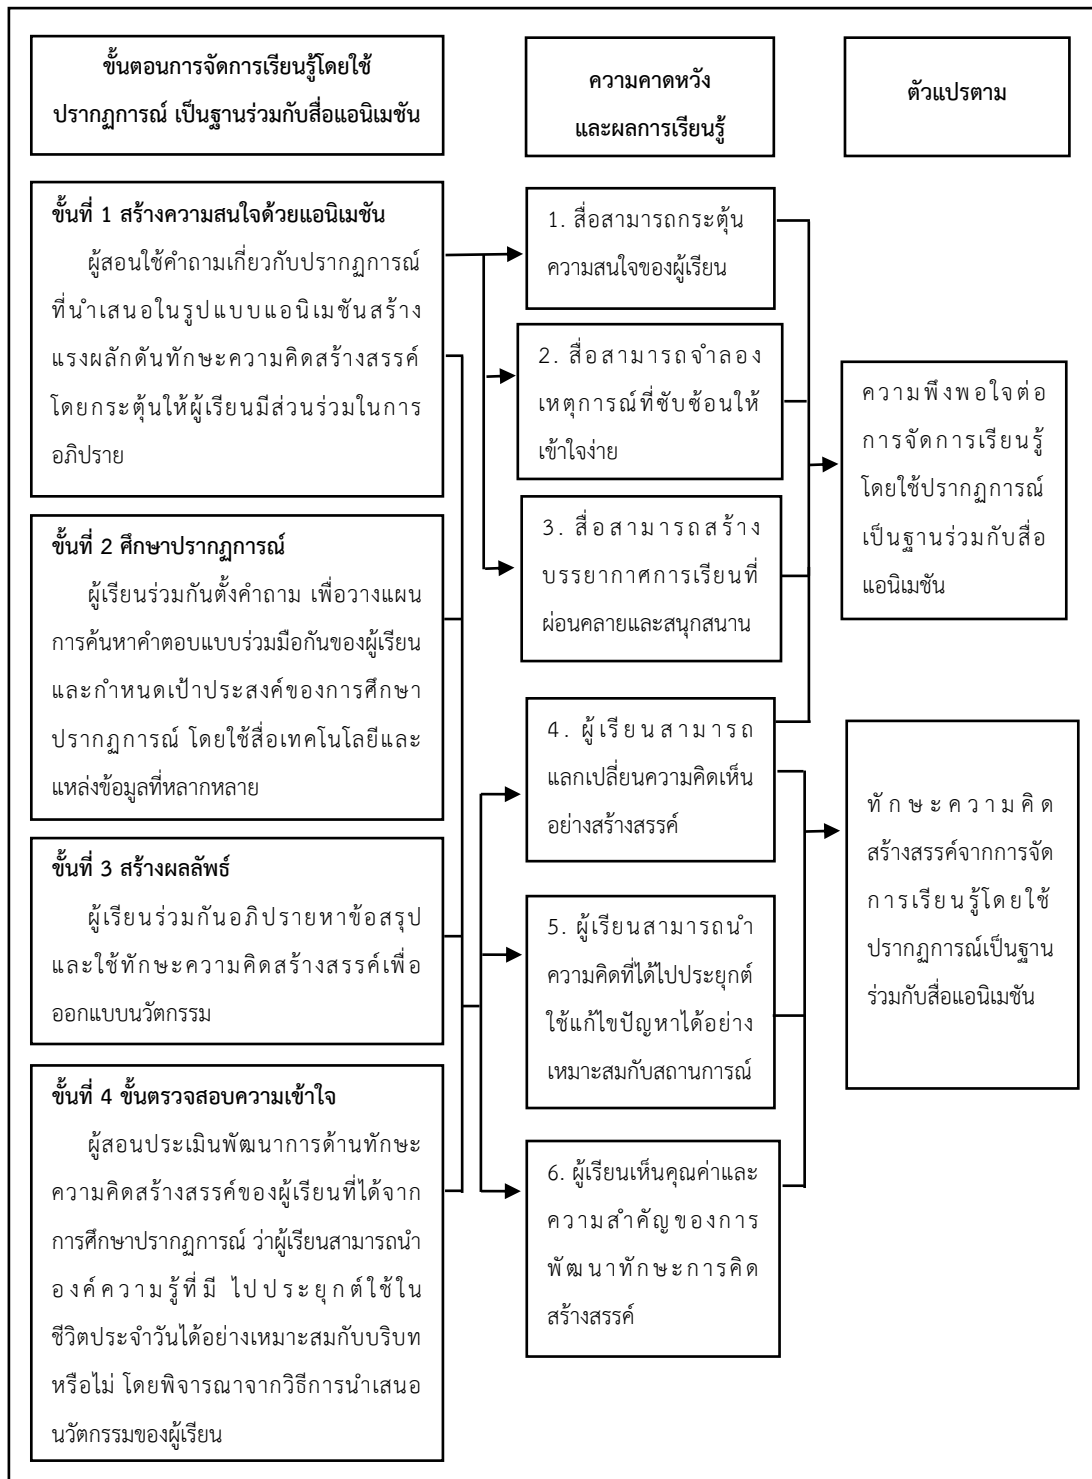 ขั้นตอนการจัดการเรียนรู้โดยใช้
ปรากฏการณ์ เป็นฐานร่วมกับสื่อแอนิเมชัน
ความคาดหวัง
และผลการเรียนรู้
ตัวแปรตาม
ขั้นที่ 1 สร้างความสนใจด้วยแอนิเมชัน
ผู้สอนใช้คำถามเกี่ยวกับปรากฏการณ์
ที่นำเสนอในรูปแบบแอนิเมชันสร้าง
แรงผลักดันทักษะความคิดสร้างสรรค์
โดยกระตุ้นให้ผู้เรียนมีส่วนร่วมในการ
อภิปราย
ขั้นที่ 2 ศึกษาปรากฏการณ์
ผู้เรียนร่วมกันตั้งคำถาม เพื่อวางแผน
การค้นหาคำตอบแบบร่วมมือกันของผู้เรียน
และกำหนดเป้าประสงค์ของการศึกษา
ปรากฏการณ์ โดยใช้สื่อเทคโนโลยีและ
แหล่งข้อมูลที่หลากหลาย
ขั้นที่ 3 สร้างผลลัพธ์
ผู้เรียนร่วมกันอภิปรายหาข้อสรุป
และใช้ทักษะความคิดสร้างสรรค์เพื่อ
ออกแบบนวัตกรรม
ขั้นที่ 4 ขั้นตรวจสอบความเข้าใจ
ผู้สอนประเมินพัฒนาการด้านทักษะ
ความคิดสร้างสรรค์ของผู้เรียนที่ได้จาก
การศึกษาปรากฏการณ์ ว่าผู้เรียนสามารถนำ
องค์ความรู้ที่มี ไปประยุกต์ใช้ใน
ชีวิตประจำวันได้อย่างเหมาะสมกับบริบท
หรือไม่ โดยพิจารณาจากวิธีการนำเสนอ
นวัตกรรมของผู้เรียน
1. สื่อสามารถกระตุ้น
ความสนใจของผู้เรียน
2. สื่อสามารถจำลอง
เหตุการณ์ที่ซับซ้อนให้
เข้าใจง่าย
3. สื่อสามารถสร้าง
บรรยากาศการเรียนที่
ผ่อนคลายและสนุกสนาน
4. ผู้เรียนสามารถ
แลกเปลี่ยนความคิดเห็น
อย่างสร้างสรรค์
5. ผู้เรียนสามารถนำ
ความคิดที่ได้ไปประยุกต์
ใช้แก้ไขปัญหาได้อย่าง
เหมาะสมกับสถานการณ์
6. ผู้เรียนเห็นคุณค่าและ
ความสำคัญของการ
พัฒนาทักษะการคิด
สร้างสรรค์
ความพึงพอใจต่อ
การจัดการเรียนรู้
โดยใช้ปรากฏการณ์
เป็นฐานร่วมกับสื่อ
แอนิเมชัน
ทักษะความคิด
สร้างสรรค์จากการจัด
การเรียนรู้โดยใช้
ปรากฏการณ์เป็นฐาน
ร่วมกับสื่อแอนิเมชัน